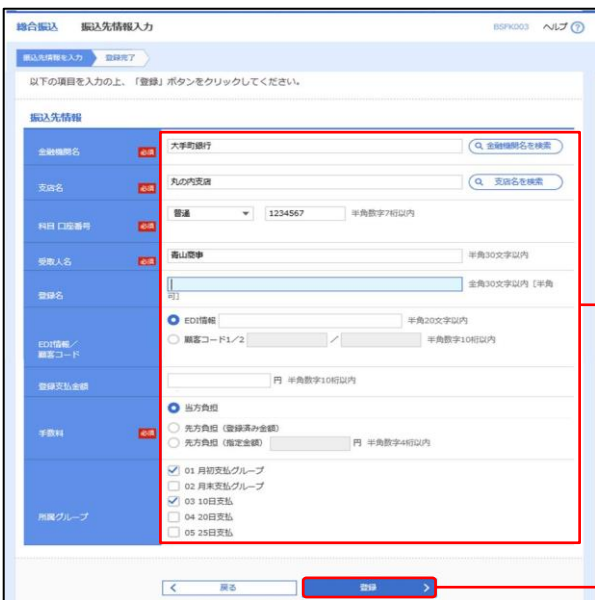 総合振込 振込先情報入力 BSFK003 ヘルプ ?
振込先情報を入力 登録完了
以下の項目を入力の上、「登録」ボタンをクリックしてください。
振込先情報
金融機関名 必須 大手町銀行 金融機関名を検索
支店名 必須 丸の内支店 支店名を検索
科目 口座番号 必須 普通 1234567 半角数字7桁以内
受取人名 必須 青山商事 半角30文字以内
登録名 全角30文字以内 [半角
可]
EDI情報/
顧客コード
EDI情報 半角20文字以内
顧客コード1/2 / 半角数字10桁以内
登録支払金額 円 半角数字10桁以内
手数料 必須
当方負担
先方負担（登録済み金額）
先方負担（指定金額） 円 半角数字4桁以内
所属グループ
01 月初支払グループ
02 月末支払グループ
03 10日支払
04 20日支払
05 25日支払
戻る 登録